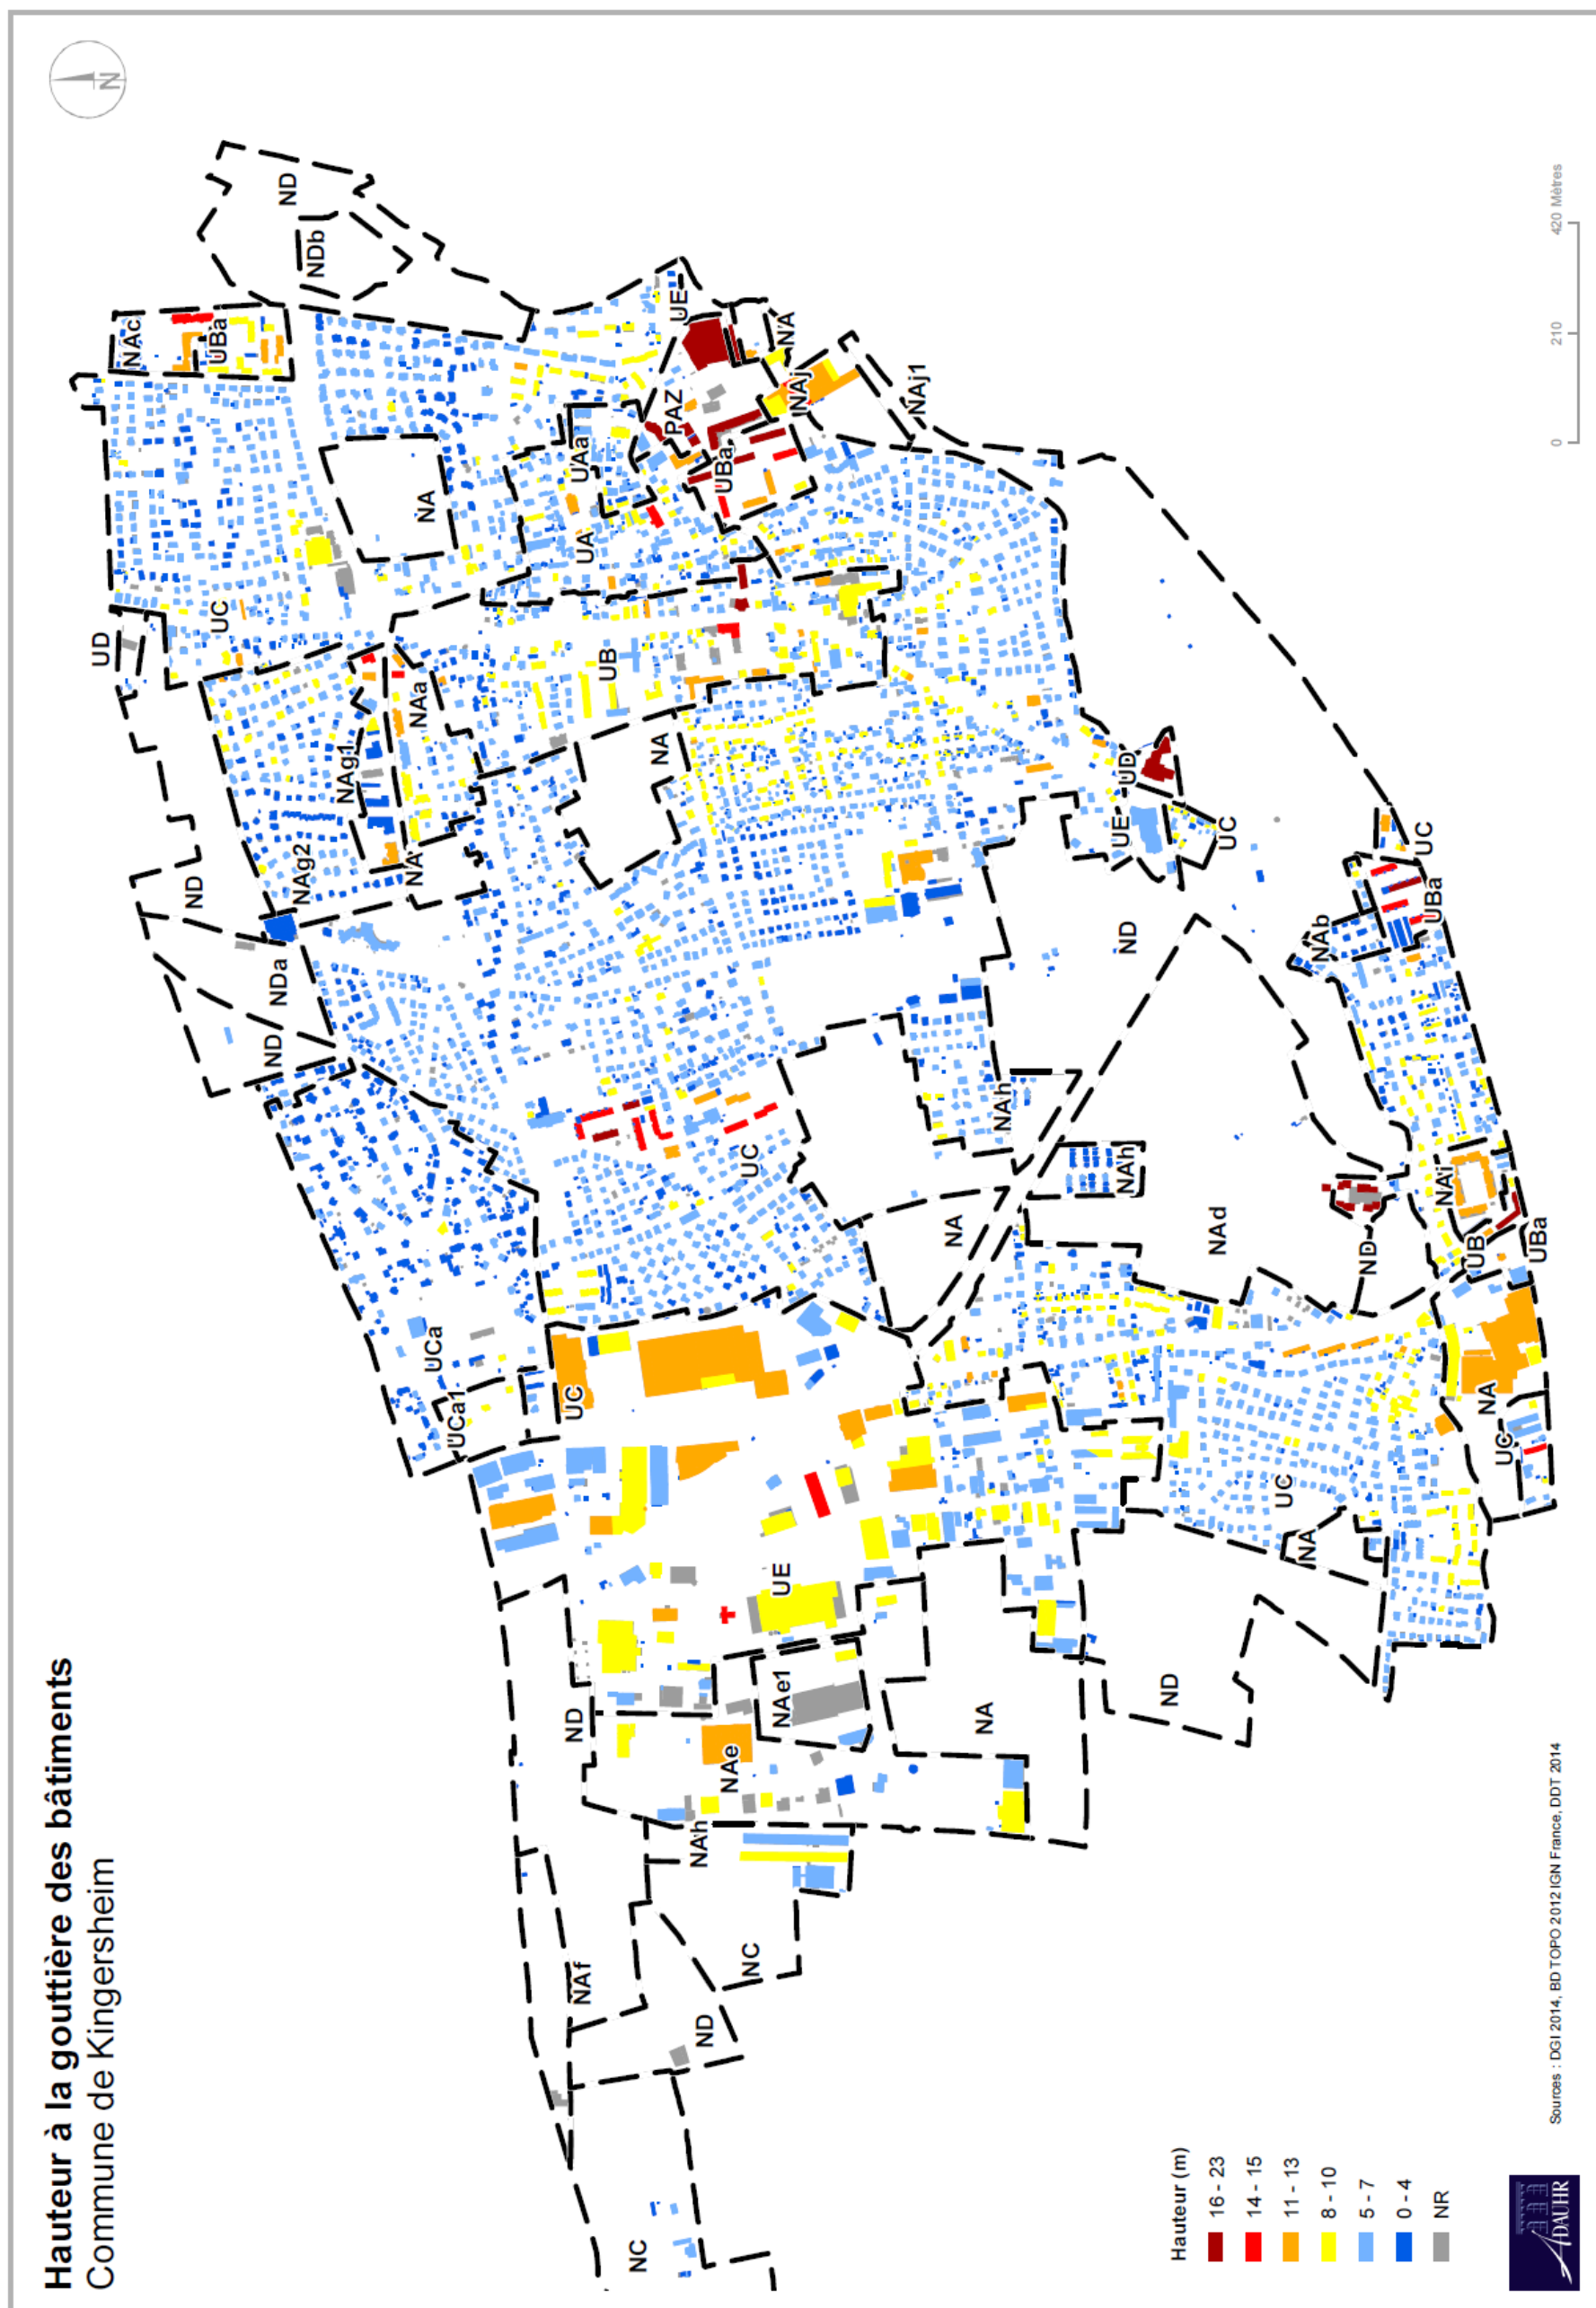 Hauteur à la gouttière des bâtiments
Commune de Kingersheim
N
NC
ND
NAf
NC
NAh
NAe
ND
NAe1
UE
NA
ND
UCa1
UCa
UC
NA
UC
UC
NA
UBa
UB
NAi
ND
NAd
NA
NAh
NAh
UC
ND
NDa
ND
NAg2
NA
NAg1
NAa
UD
UC
NA
UB
UA
UAa
NA
UBa
PAZ
UE
NAj
NA
NAj1
NAc
UBa
NDb
ND
ND
UE
UD
UC
NAb
UBa
UC
Hauteur (m)
16 - 23
14 - 15
11 - 13
8 - 10
5 - 7
0 - 4
NR
ADAUHR
Sources : DGI 2014, BD TOPO 2012 IGN France, DDT 2014
0 210 420 Mètres